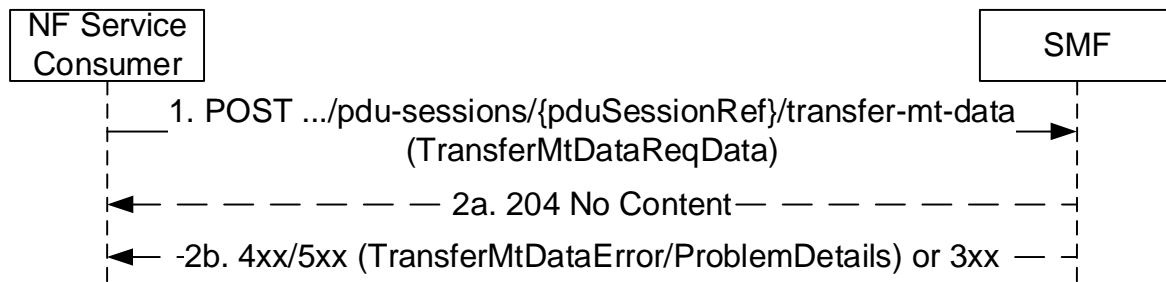 NF Service
Consumer
SMF
1. POST .../pdu-sessions/{pduSessionRef}/transfer-mt-data
(TransferMtDataReqData)
2a. 204 No Content
2b. 4xx/5xx (TransferMtDataError/ProblemDetails) or 3xx